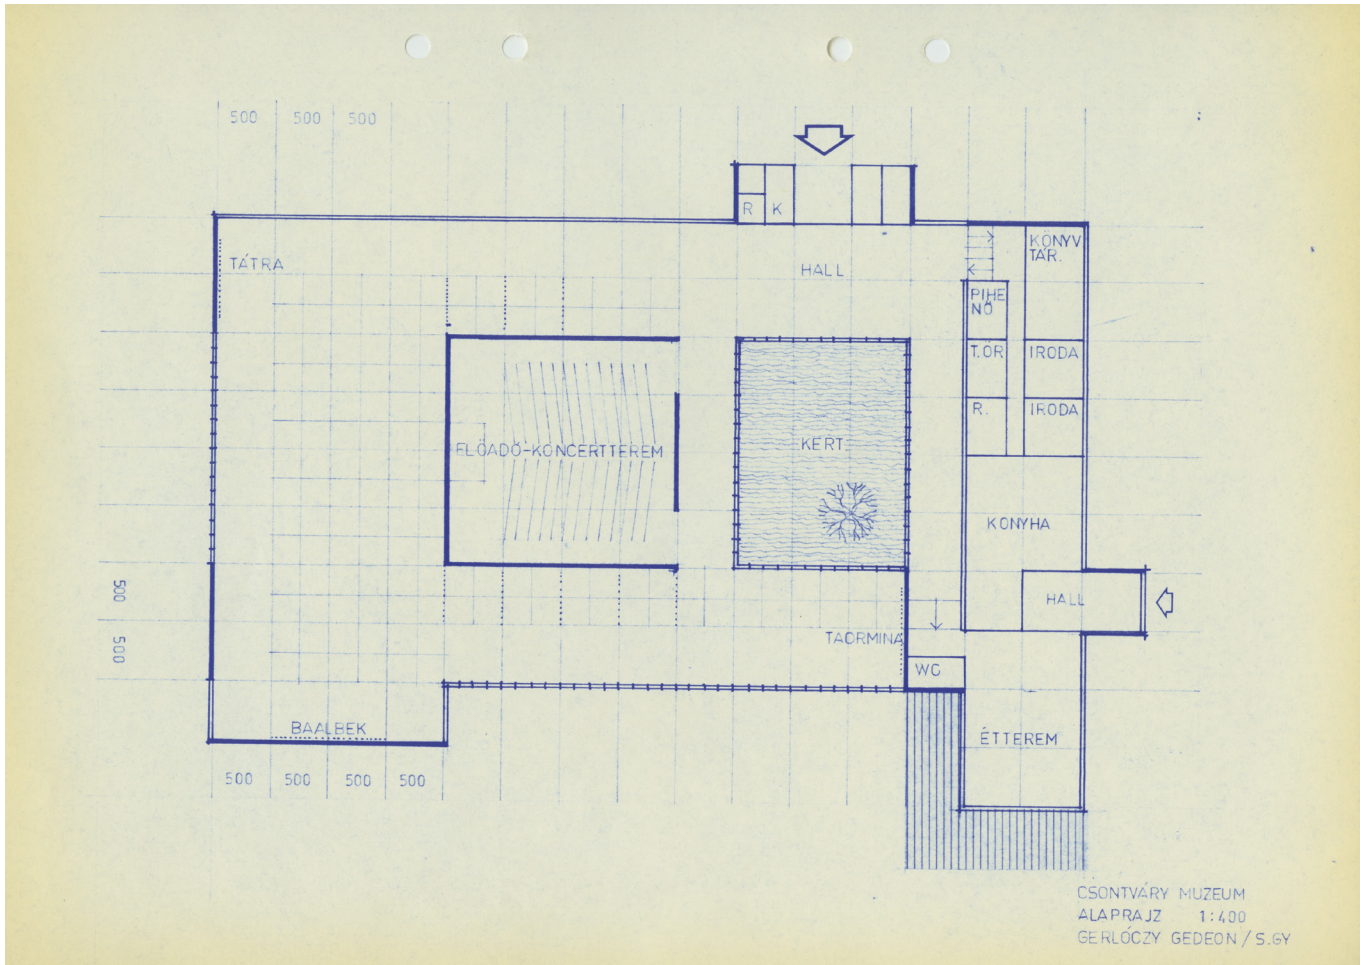 500 500 500
R K
TÁTRA
HALL
KÖNYV
TÁR.
PIHE
NŐ
T.ŐR IRODA
R. IRODA
ELŐADÓ-KONCERTTEREM
KERT
KONYHA
500
HALL
500
TAORMINA
WC
BAALBEK
ÉTTEREM
500 500 500 500
CSONTVÁRY MUZEUM
ALAPRAJZ 1:400
GERLÓCZY GEDEON / S.GY